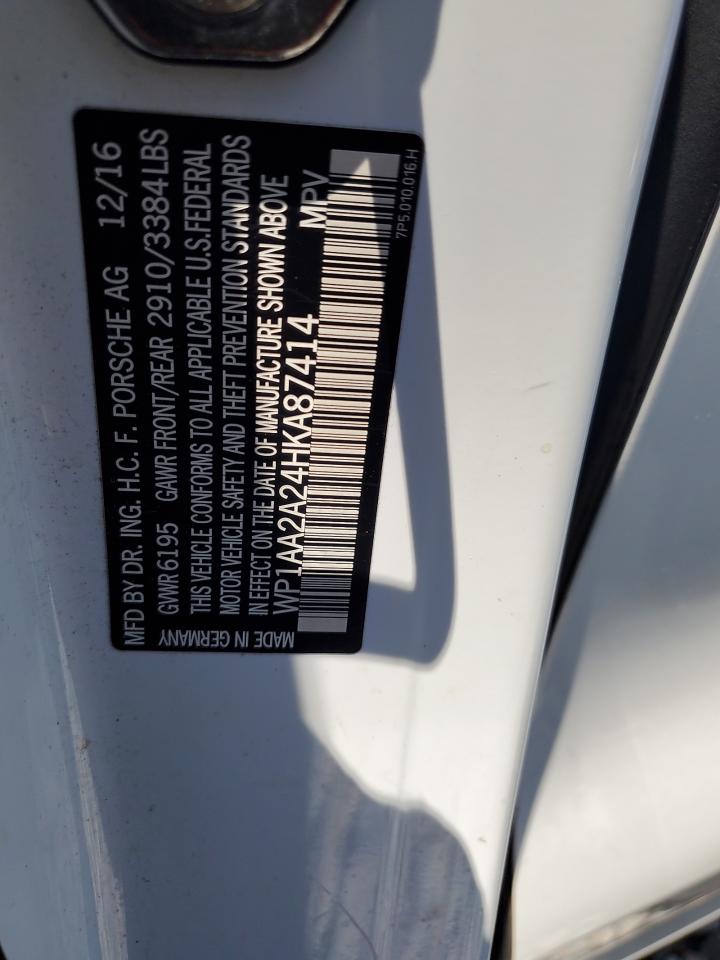 MFD BY DR. ING. H.C. F. PORSCHE AG 12/16
GVWR 6195 GAWR FRONT/REAR 2910/3384 LBS
THIS VEHICLE CONFORMS TO ALL APPLICABLE U.S. FEDERAL
MOTOR VEHICLE SAFETY AND THEFT PREVENTION STANDARDS
IN EFFECT ON THE DATE OF MANUFACTURE SHOWN ABOVE
MADE IN GERMANY
WP1AA2A24HKA87414 MPV
7P5.010.016.H